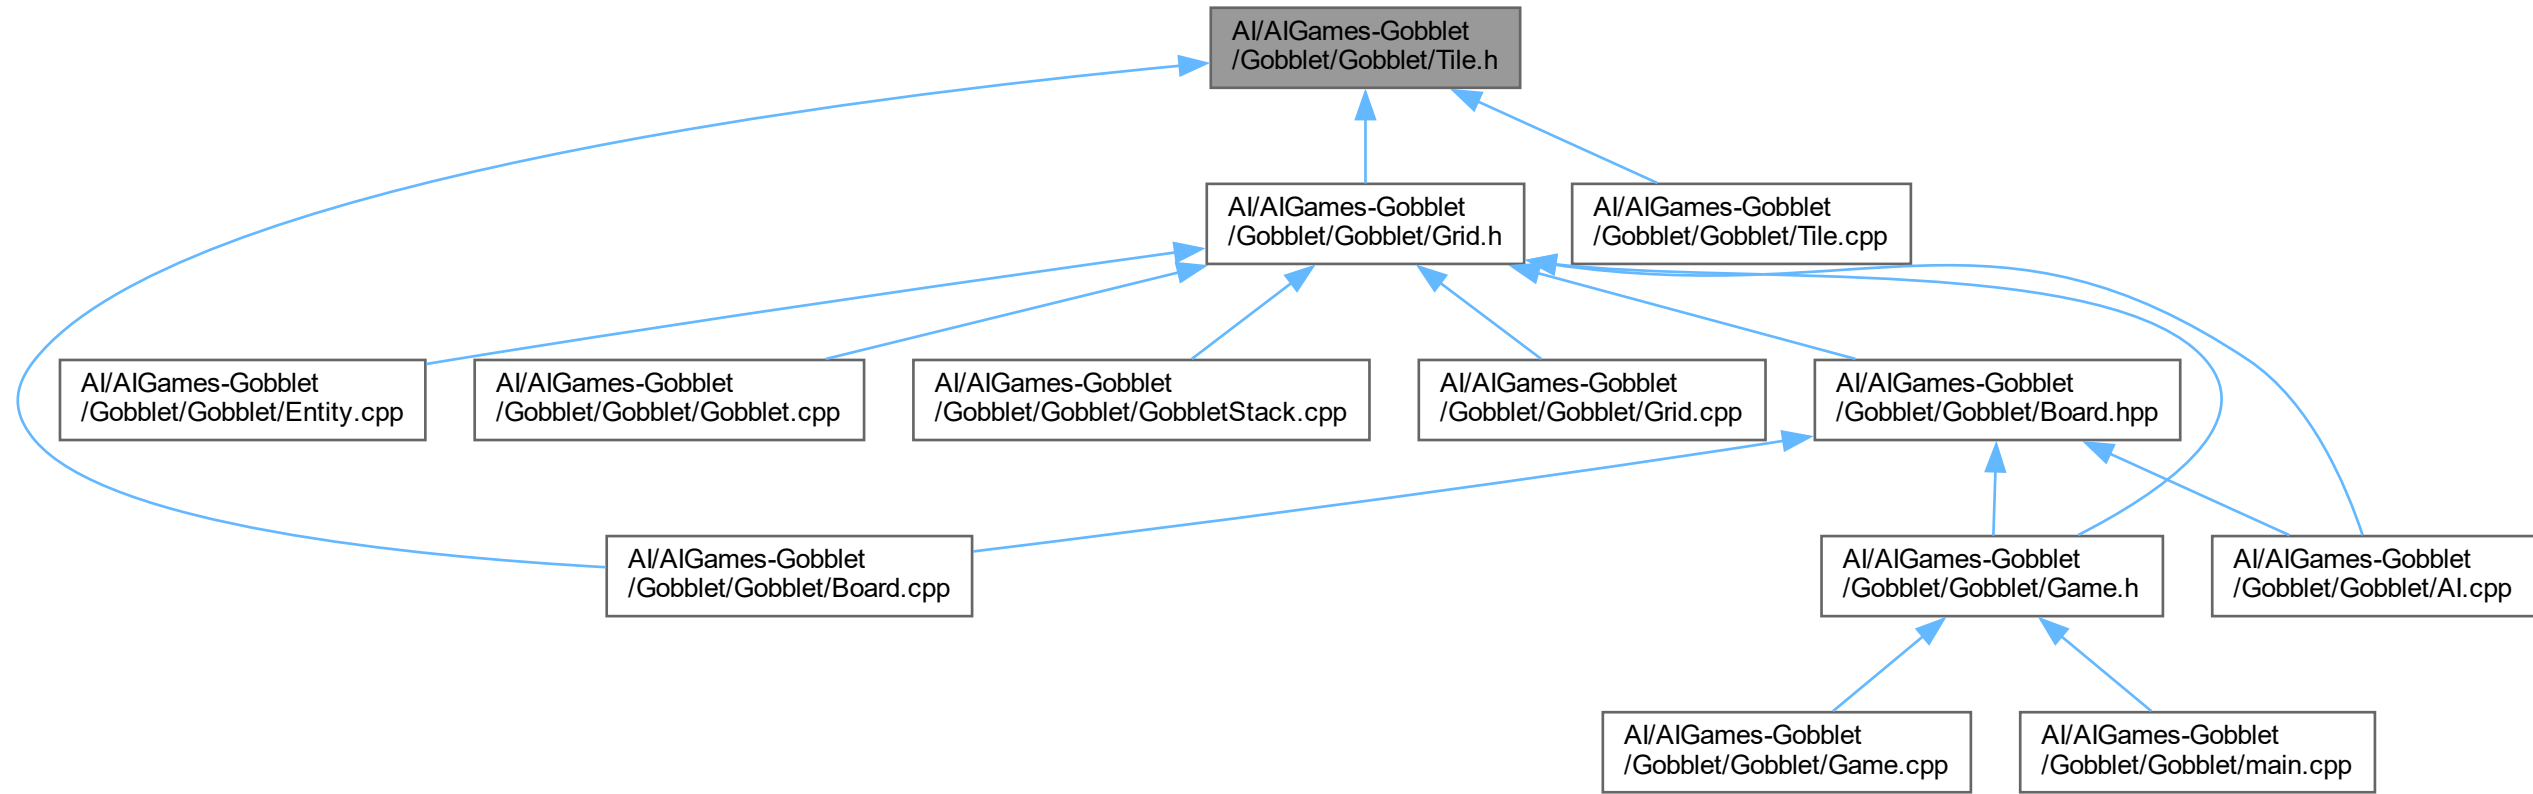 AI/AIGames-Gobblet
/Gobblet/Gobblet/Tile.h
AI/AIGames-Gobblet
/Gobblet/Gobblet/Grid.h
AI/AIGames-Gobblet
/Gobblet/Gobblet/Tile.cpp
AI/AIGames-Gobblet
/Gobblet/Gobblet/Entity.cpp
AI/AIGames-Gobblet
/Gobblet/Gobblet/Gobblet.cpp
AI/AIGames-Gobblet
/Gobblet/Gobblet/GobbletStack.cpp
AI/AIGames-Gobblet
/Gobblet/Gobblet/Grid.cpp
AI/AIGames-Gobblet
/Gobblet/Gobblet/Board.hpp
AI/AIGames-Gobblet
/Gobblet/Gobblet/Board.cpp
AI/AIGames-Gobblet
/Gobblet/Gobblet/Game.h
AI/AIGames-Gobblet
/Gobblet/Gobblet/AI.cpp
AI/AIGames-Gobblet
/Gobblet/Gobblet/Game.cpp
AI/AIGames-Gobblet
/Gobblet/Gobblet/main.cpp